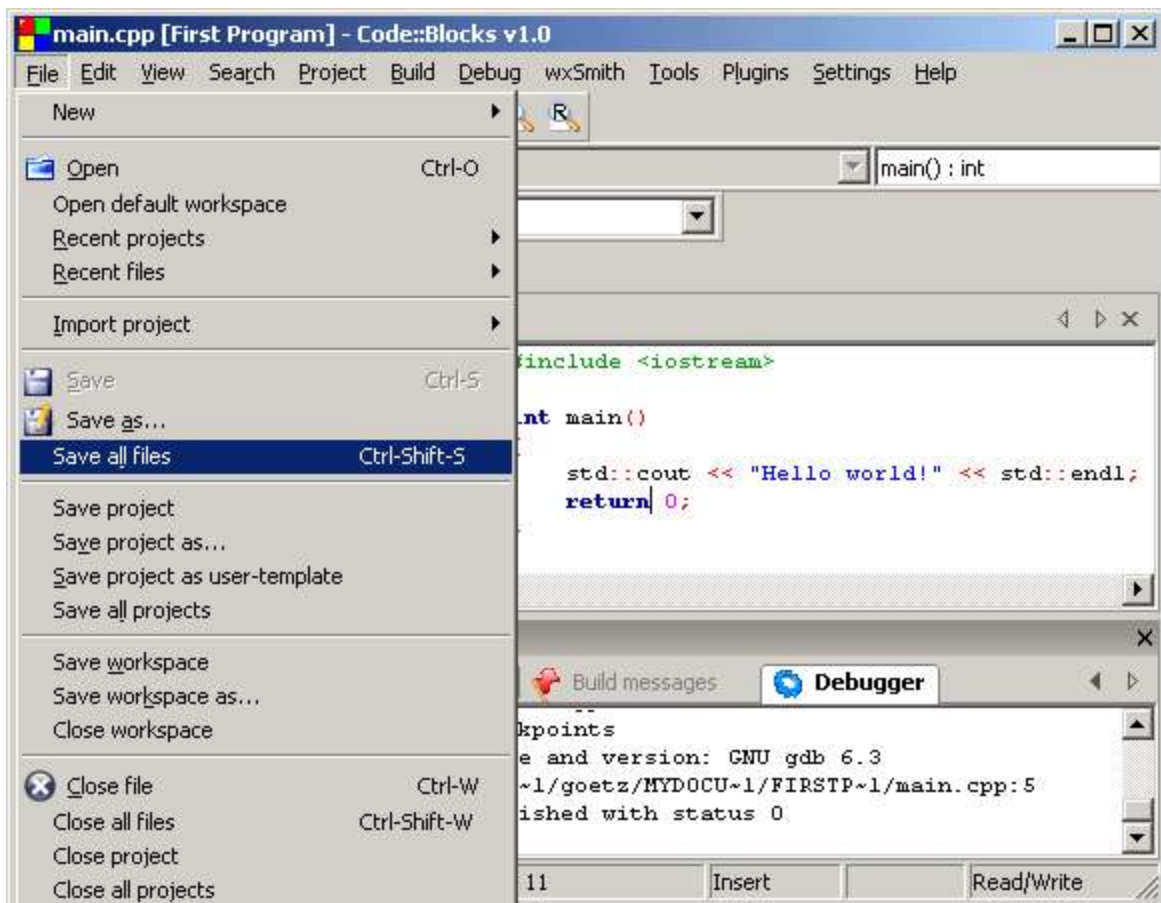 main.cpp [First Program] - Code::Blocks v1.0
File Edit View Search Project Build Debug wxSmith Tools Plugins Settings Help
New
R
Open Ctrl-O
main() : int
Open default workspace
Recent projects
Recent files
Import project
#include <iostream>
Save Ctrl-S
Save as...
int main()
Save all files Ctrl-Shift-S
std::cout << "Hello world!" << std::endl;
return 0;
Save project
Save project as...
Save project as user-template
Save all projects
Save workspace
Save workspace as...
Close workspace
Build messages Debugger
kpoints
e and version: GNU gdb 6.3
~1/goetz/MYDOCU~1/FIRSTP~1/main.cpp:5
ished with status 0
Close file Ctrl-W
Close all files Ctrl-Shift-W
Close project
Close all projects
11 Insert Read/Write